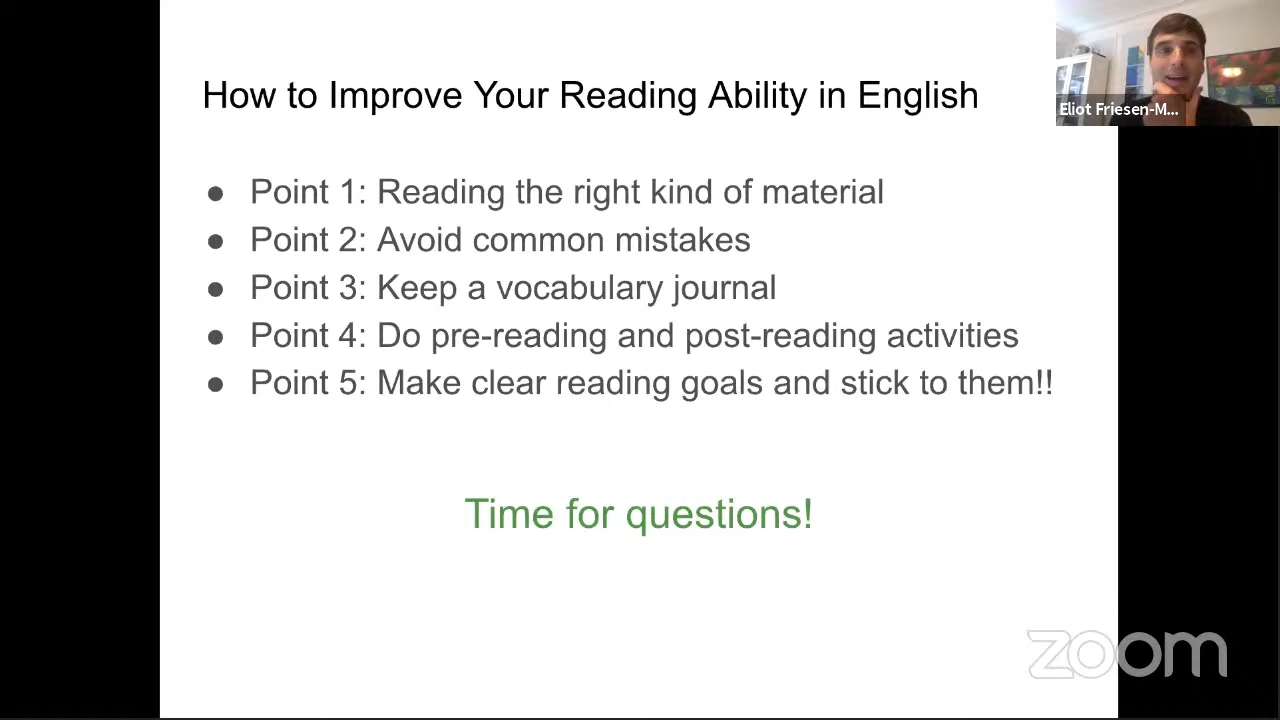 How to Improve Your Reading Ability in English
Eliot Friesen-M...
● Point 1: Reading the right kind of material
● Point 2: Avoid common mistakes
● Point 3: Keep a vocabulary journal
● Point 4: Do pre-reading and post-reading activities
● Point 5: Make clear reading goals and stick to them!!
Time for questions!
zoom